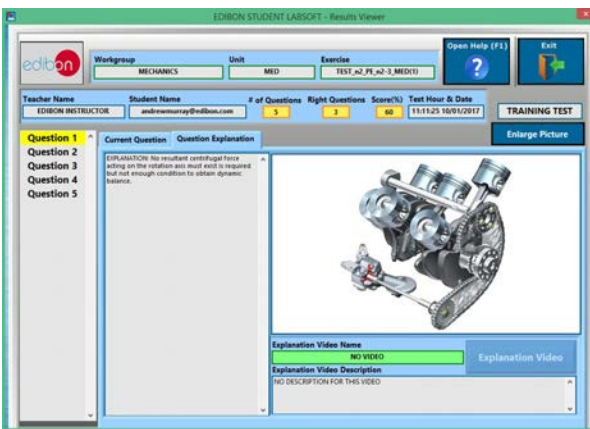 EDIBON STUDENT LABSOFT - Results Viewer
edibon
Workgroup
Unit
Exercise
MECHANICS
MED
TEST_n2_PE_n2-3_MED(1)
Open Help (F1)
?
Exit
Teacher Name
Student Name
# of Questions
Right Questions
Score(%)
Test Hour & Date
EDIBON INSTRUCTOR
andrewmurray@edibon.com
5
3
60
11:11:25 10/01/2017
TRAINING TEST
Enlarge Picture
Question 1
Question 2
Question 3
Question 4
Question 5
Current Question
Question Explanation
EXPLANATION: No resultant centrifugal force
acting on the rotation axis must exist is required
but not enough condition to obtain dynamic
balance.
Explanation Video Name
NO VIDEO
Explanation Video
Explanation Video Description
NO DESCRIPTION FOR THIS VIDEO